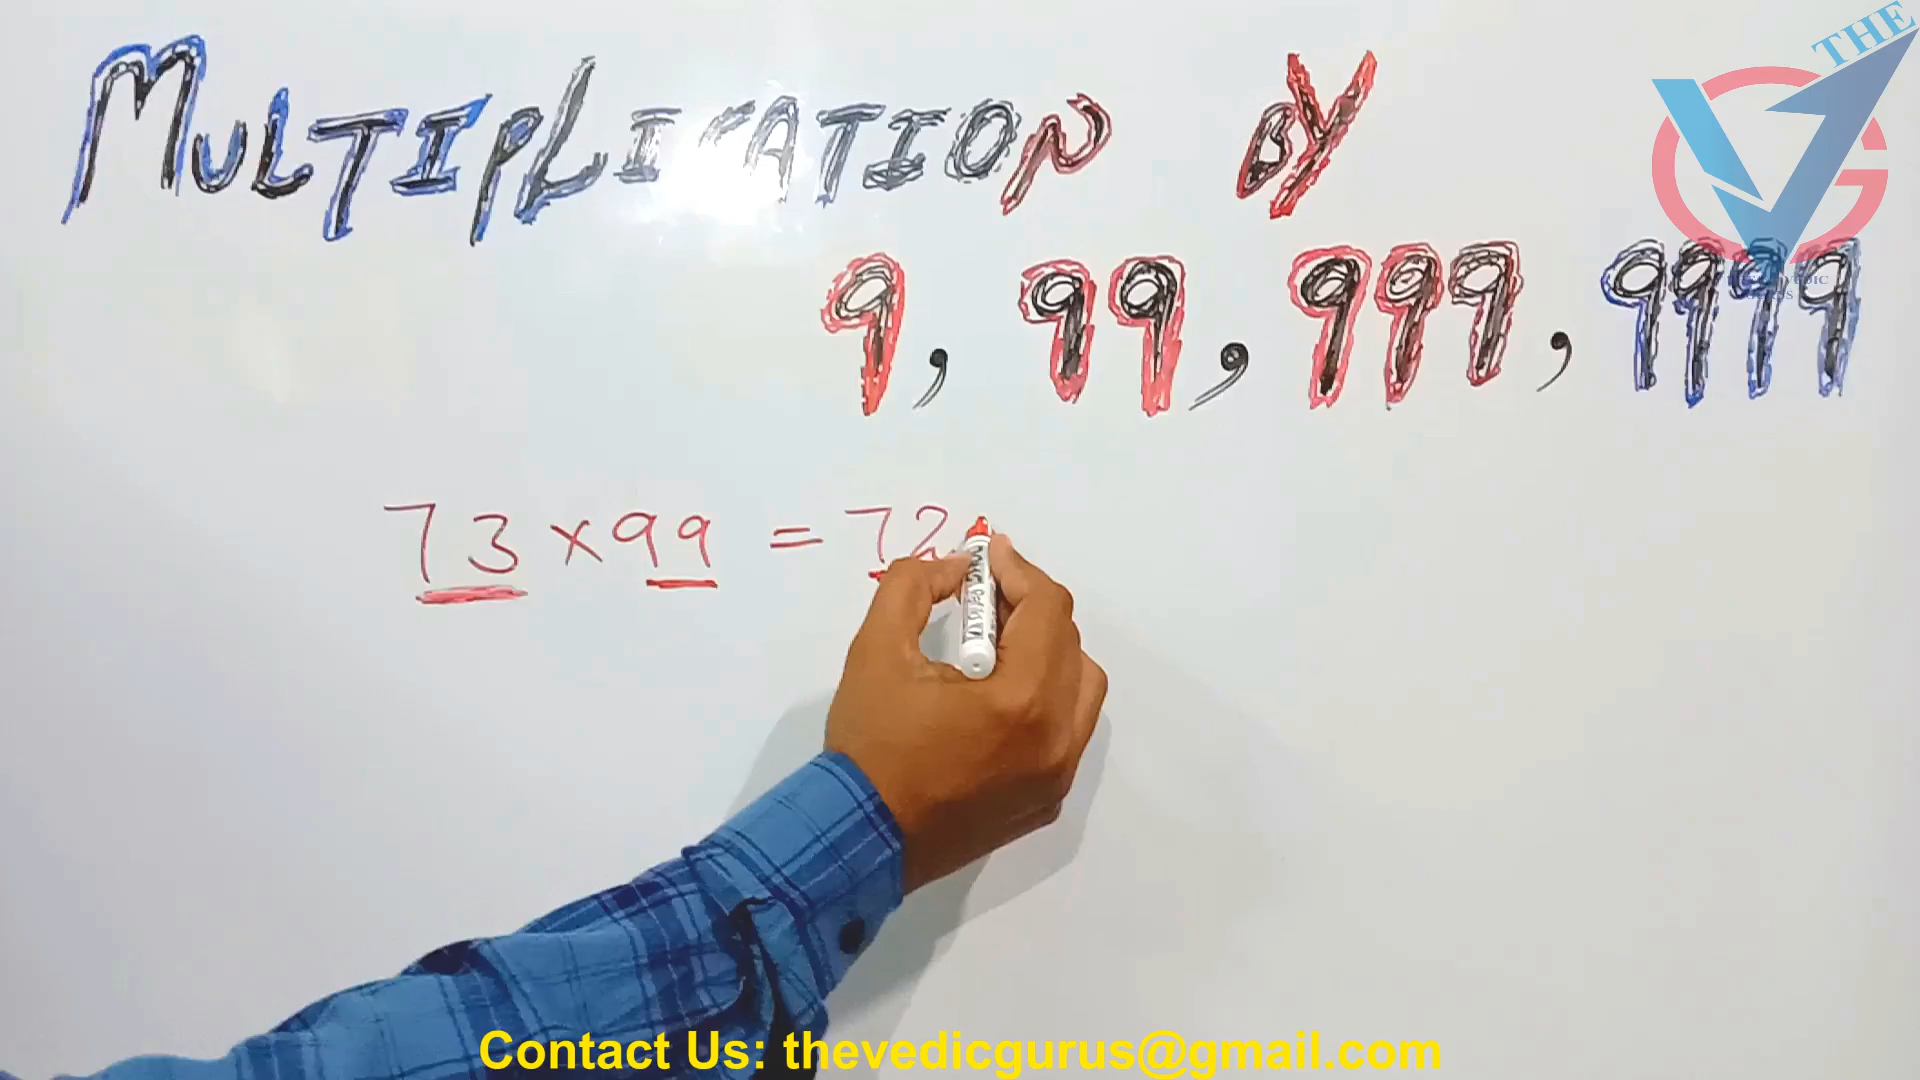 THE
MULTIPLICATION BY
9, 99, 999, 9999
73 × 99 = 72
Contact Us: thevedicgurus@gmail.com